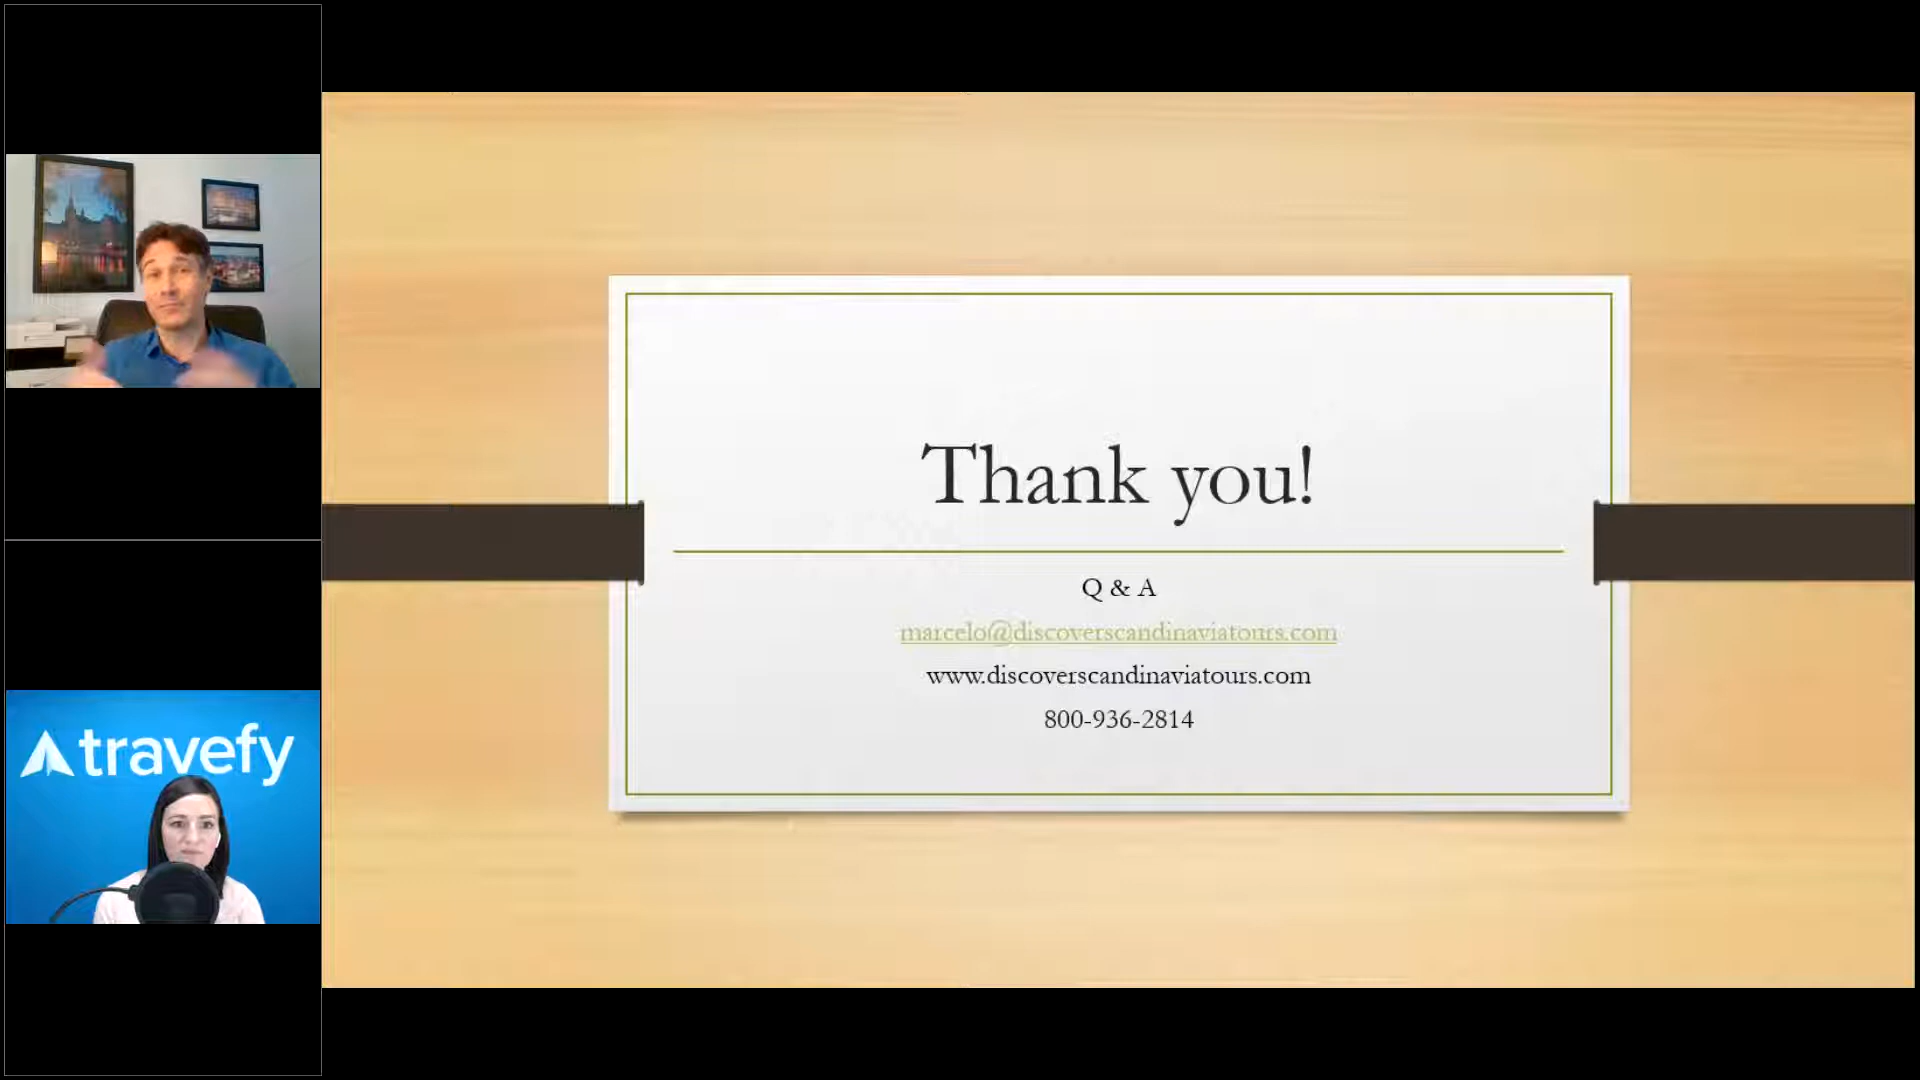 travefy
Thank you!
Q & A
marcelo@discoverscandinaviatours.com
www.discoverscandinaviatours.com
800-936-2814